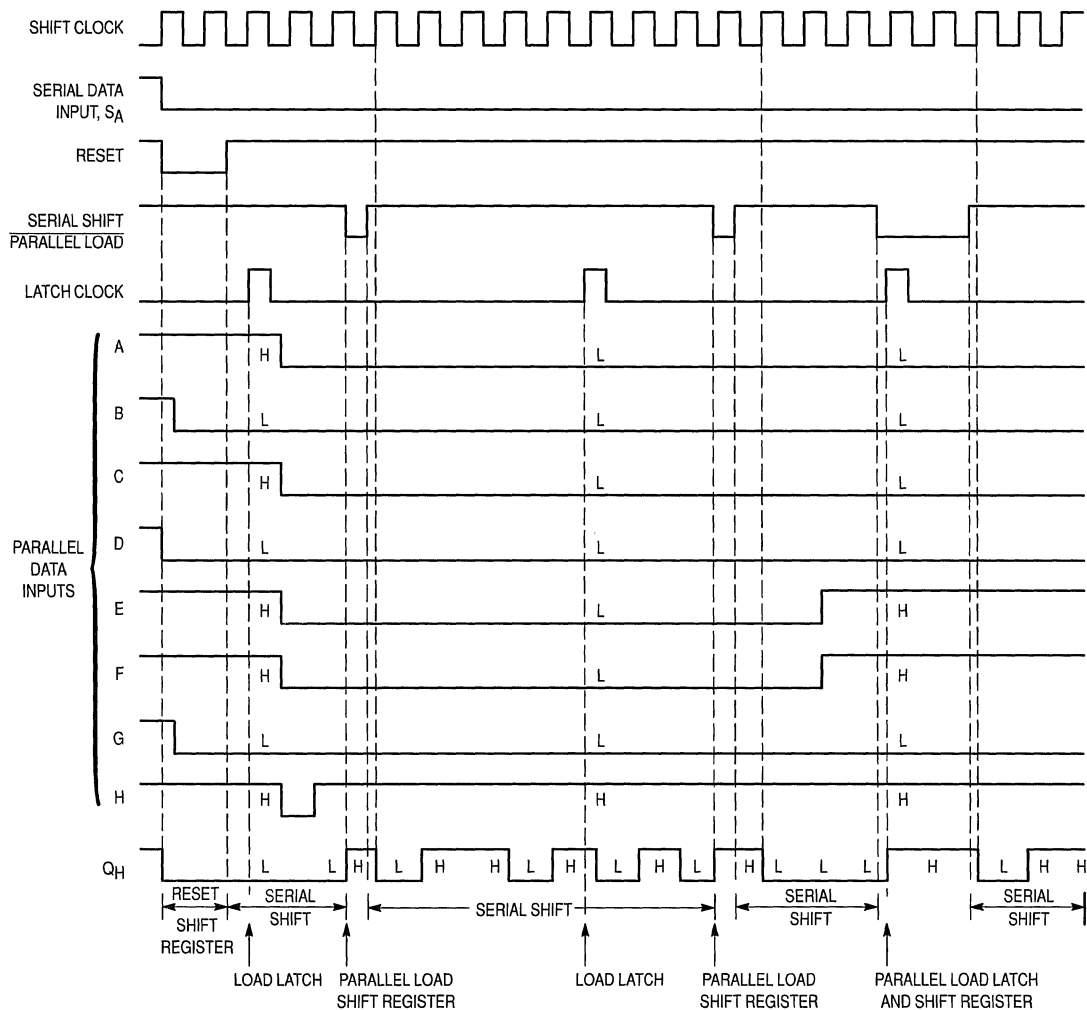 SHIFT CLOCK
SERIAL DATA
INPUT, SA
RESET
SERIAL SHIFT
PARALLEL LOAD
LATCH CLOCK
PARALLEL
DATA
INPUTS
A H L L
B L L L
C H L L
D L L L
E H L H
F H L H
G L L L
H H H H
QH L L H L H H L H L H L H L L L H L H H
RESET
SHIFT
REGISTER
SERIAL
SHIFT
SERIAL SHIFT
SERIAL
SHIFT
SERIAL
SHIFT
LOAD LATCH
PARALLEL LOAD
SHIFT REGISTER
LOAD LATCH
PARALLEL LOAD
SHIFT REGISTER
PARALLEL LOAD LATCH
AND SHIFT REGISTER